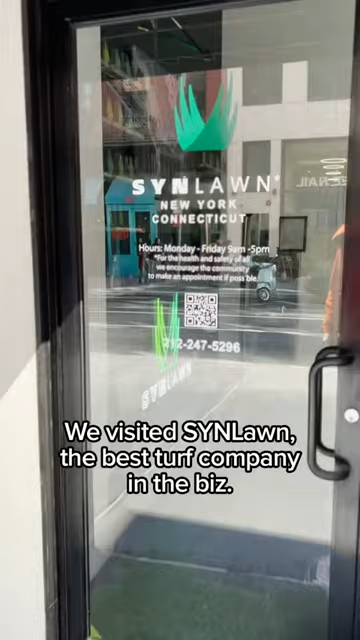 SYNLAWN®
NEW YORK
CONNECTICUT
Hours: Monday - Friday 9am -5pm
*For the health and safety of all
we encourage the community
to make an appointment if possible.
212-247-5296
SYNLAWN
We visited SYNLawn,
the best turf company
in the biz.